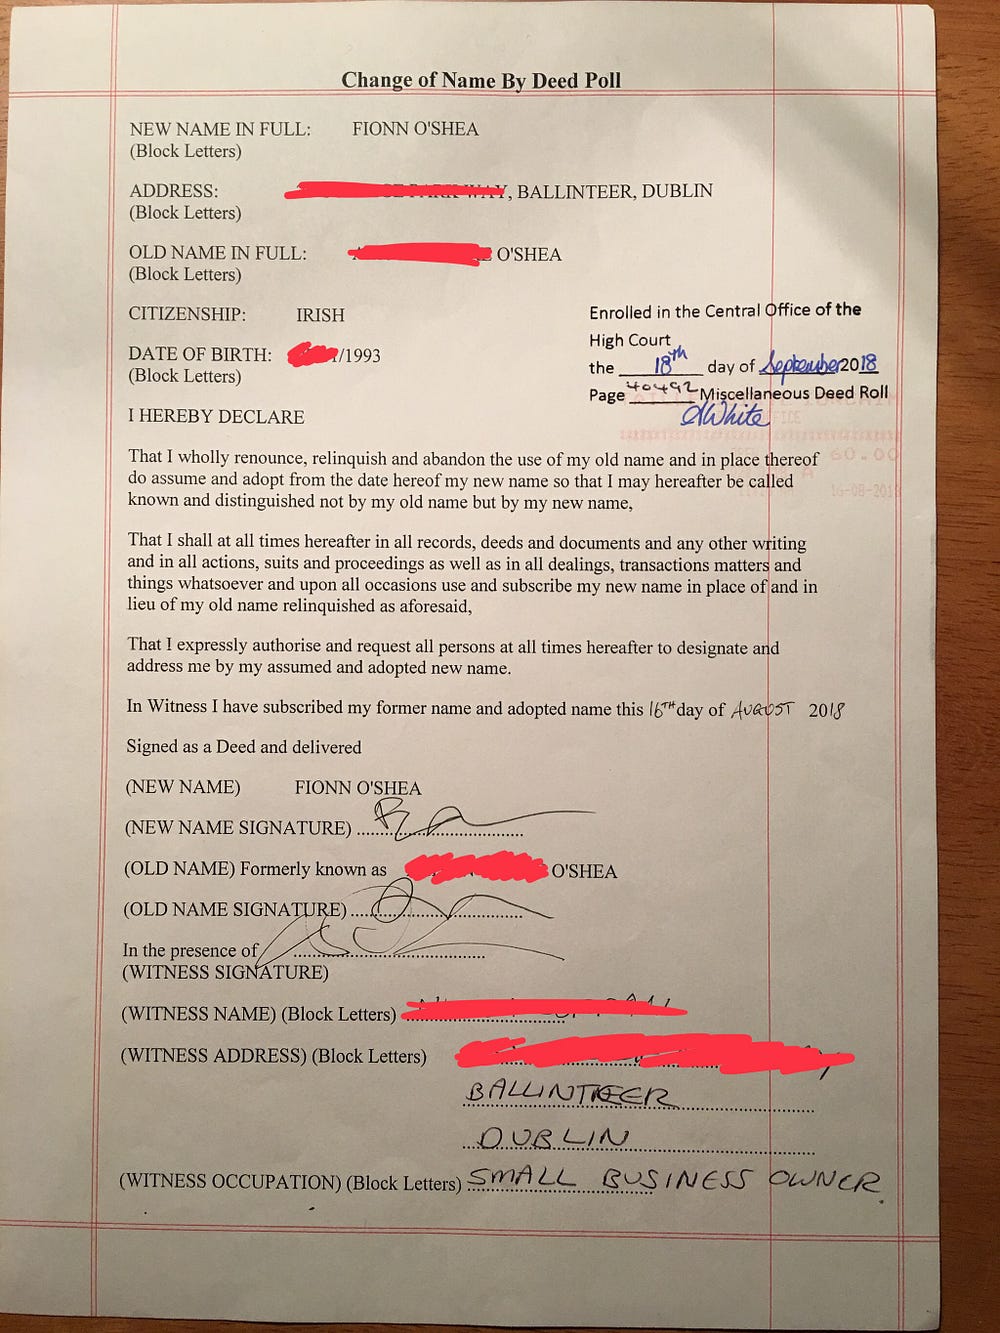 Change of Name By Deed Poll
NEW NAME IN FULL: FIONN O'SHEA
(Block Letters)
ADDRESS: , BALLINTEER, DUBLIN
(Block Letters)
OLD NAME IN FULL: O'SHEA
(Block Letters)
CITIZENSHIP: IRISH
DATE OF BIRTH: /1993
(Block Letters)
Enrolled in the Central Office of the
High Court
the 18th day of September 2018
Page 40492 Miscellaneous Deed Roll
AWhite
60.00
16-08-2018
I HEREBY DECLARE
That I wholly renounce, relinquish and abandon the use of my old name and in place thereof
do assume and adopt from the date hereof my new name so that I may hereafter be called
known and distinguished not by my old name but by my new name,
That I shall at all times hereafter in all records, deeds and documents and any other writing
and in all actions, suits and proceedings as well as in all dealings, transactions matters and
things whatsoever and upon all occasions use and subscribe my new name in place of and in
lieu of my old name relinquished as aforesaid,
That I expressly authorise and request all persons at all times hereafter to designate and
address me by my assumed and adopted new name.
In Witness I have subscribed my former name and adopted name this 16TH day of AUGUST 2018
Signed as a Deed and delivered
(NEW NAME) FIONN O'SHEA
(NEW NAME SIGNATURE)
(OLD NAME) Formerly known as O'SHEA
(OLD NAME SIGNATURE)
In the presence of
(WITNESS SIGNATURE)
(WITNESS NAME) (Block Letters)
(WITNESS ADDRESS) (Block Letters)
BALLINTEER
DUBLIN
(WITNESS OCCUPATION) (Block Letters) SMALL BUSINESS OWNER.